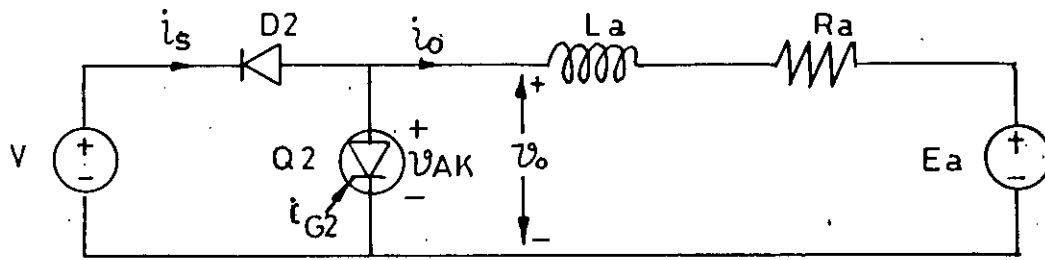 is D2 io La Ra
+ - V
Q2 + vAK -
iG2
+ vo -
+ - Ea